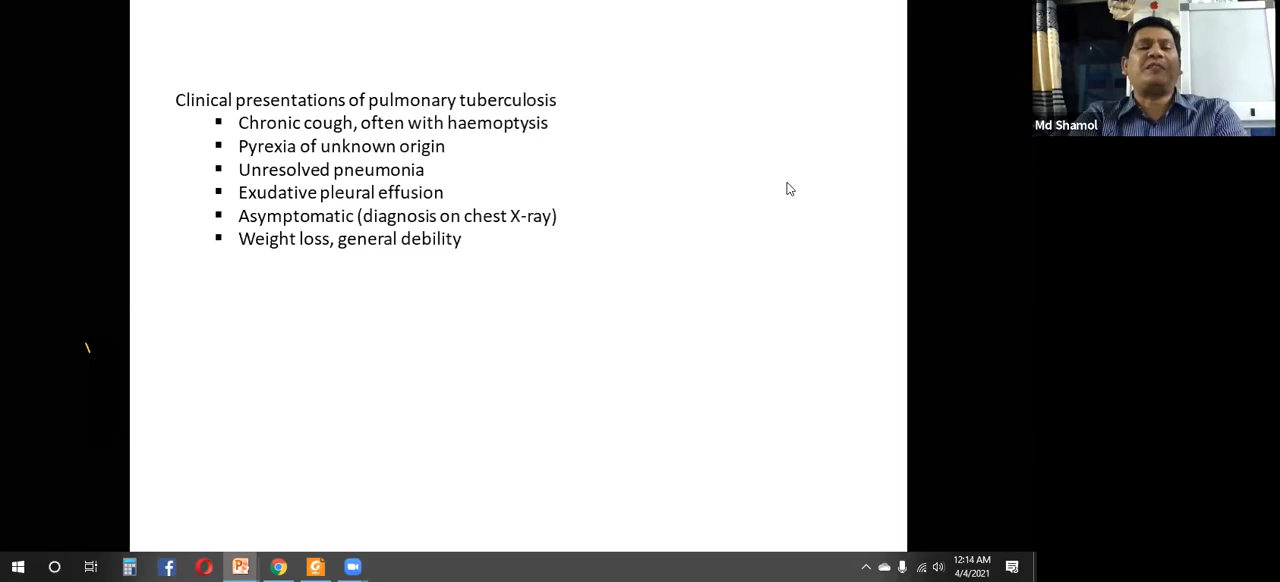 Clinical presentations of pulmonary tuberculosis
▪ Chronic cough, often with haemoptysis
▪ Pyrexia of unknown origin
▪ Unresolved pneumonia
▪ Exudative pleural effusion
▪ Asymptomatic (diagnosis on chest X-ray)
▪ Weight loss, general debility
Md Shamol
12:14 AM
4/4/2021